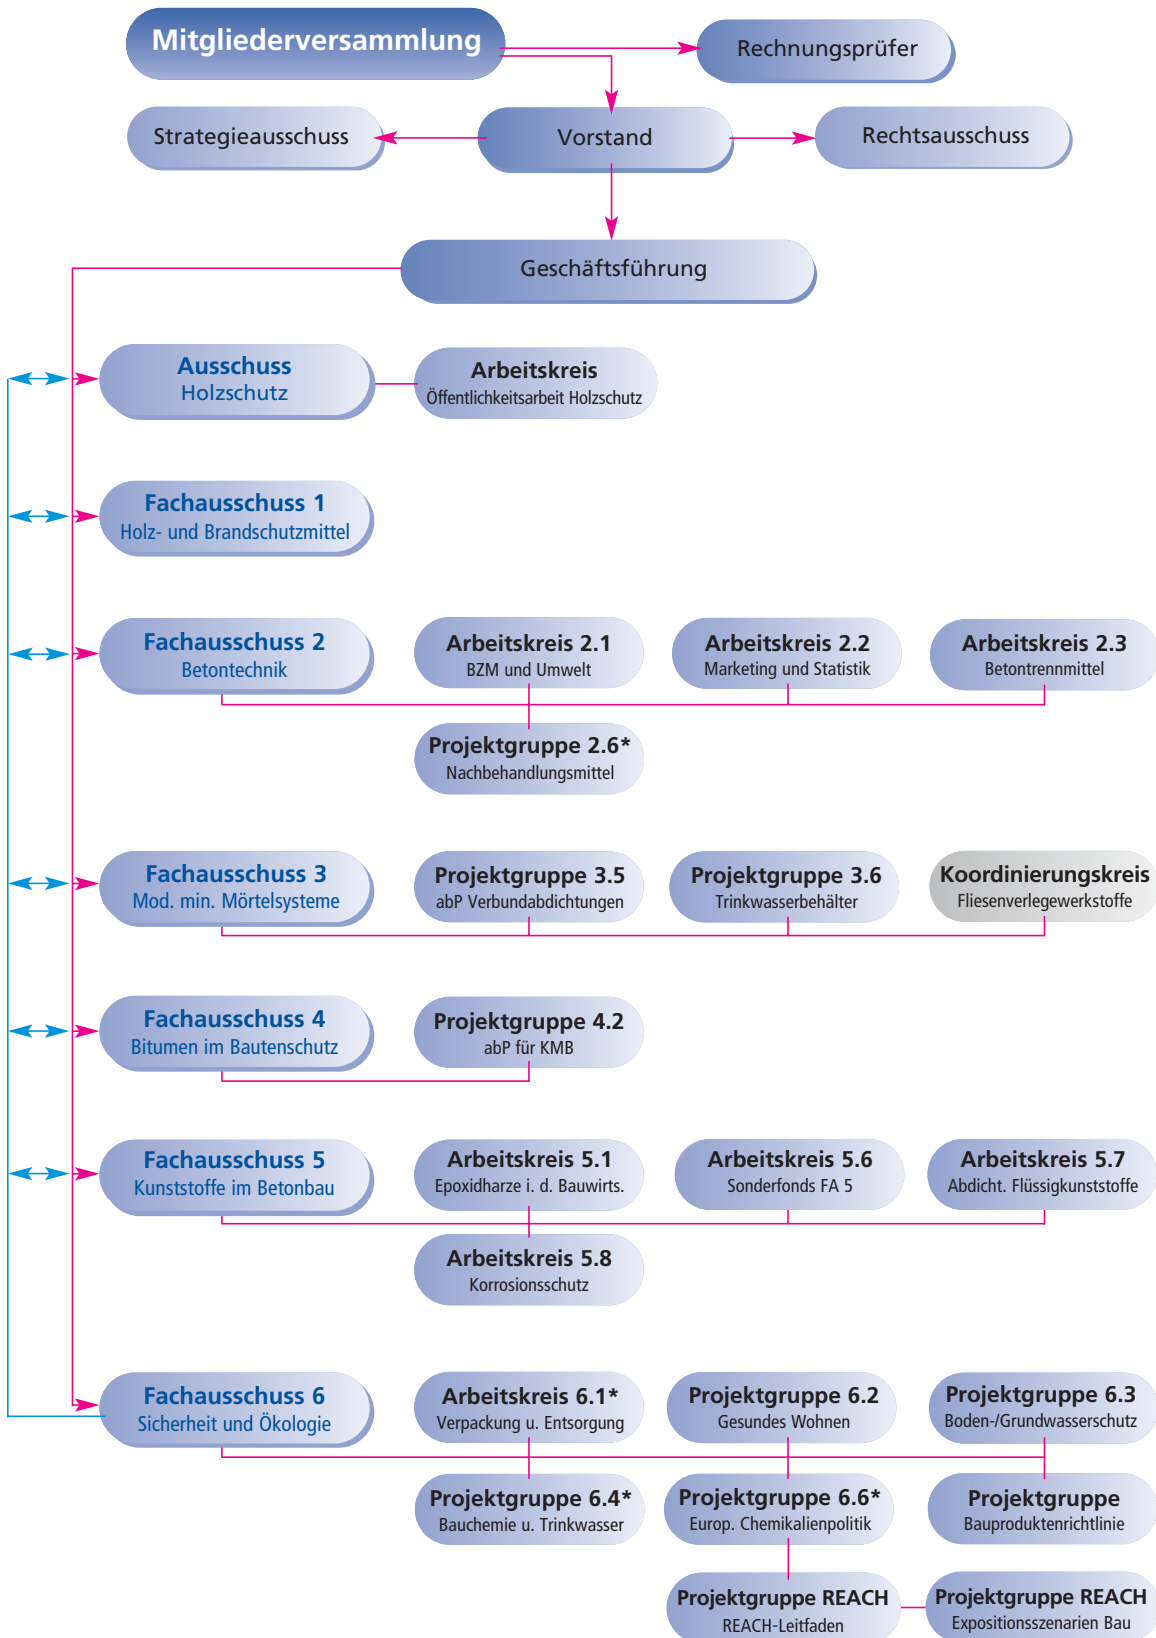 Mitgliederversammlung
Rechnungsprüfer
Strategieausschuss
Vorstand
Rechtsausschuss
Geschäftsführung
Ausschuss
Holzschutz
Arbeitskreis
Öffentlichkeitsarbeit Holzschutz
Fachausschuss 1
Holz- und Brandschutzmittel
Fachausschuss 2
Betontechnik
Arbeitskreis 2.1
BZM und Umwelt
Arbeitskreis 2.2
Marketing und Statistik
Arbeitskreis 2.3
Betontrennmittel
Projektgruppe 2.6*
Nachbehandlungsmittel
Fachausschuss 3
Mod. min. Mörtelsysteme
Projektgruppe 3.5
abP Verbundabdichtungen
Projektgruppe 3.6
Trinkwasserbehälter
Koordinierungskreis
Fliesenverlegewerkstoffe
Fachausschuss 4
Bitumen im Bautenschutz
Projektgruppe 4.2
abP für KMB
Fachausschuss 5
Kunststoffe im Betonbau
Arbeitskreis 5.1
Epoxidharze i. d. Bauwirts.
Arbeitskreis 5.6
Sonderfonds FA 5
Arbeitskreis 5.7
Abdicht. Flüssigkunststoffe
Arbeitskreis 5.8
Korrosionsschutz
Fachausschuss 6
Sicherheit und Ökologie
Arbeitskreis 6.1*
Verpackung u. Entsorgung
Projektgruppe 6.2
Gesundes Wohnen
Projektgruppe 6.3
Boden-/Grundwasserschutz
Projektgruppe 6.4*
Bauchemie u. Trinkwasser
Projektgruppe 6.6*
Europ. Chemikalienpolitik
Projektgruppe
Bauproduktenrichtlinie
Projektgruppe REACH
REACH-Leitfaden
Projektgruppe REACH
Expositionsszenarien Bau